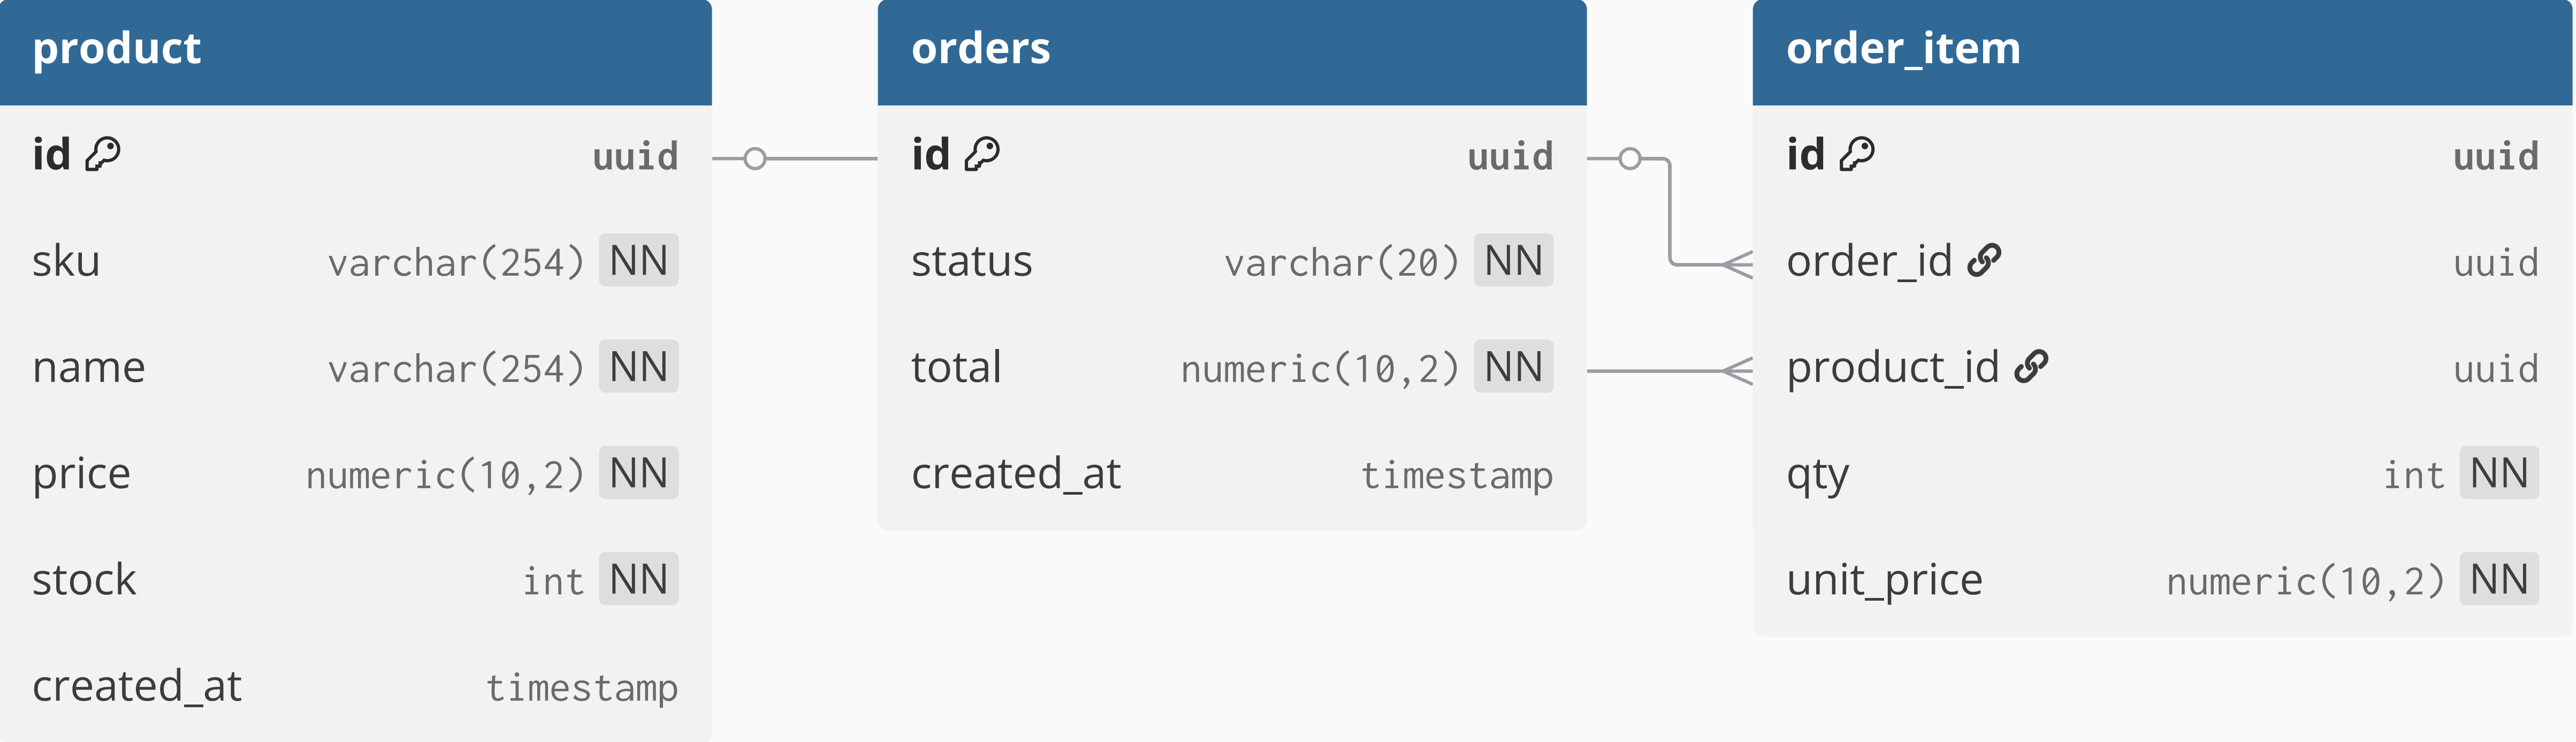 product
id uuid
sku varchar(254) NN
name varchar(254) NN
price numeric(10,2) NN
stock int NN
created_at timestamp
orders
id uuid
status varchar(20) NN
total numeric(10,2) NN
created_at timestamp
order_item
id uuid
order_id uuid
product_id uuid
qty int NN
unit_price numeric(10,2) NN